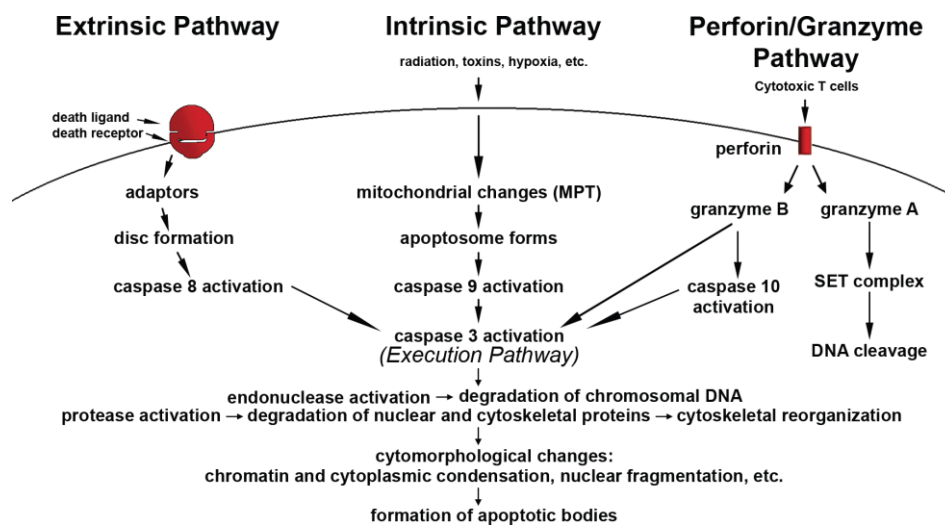 Extrinsic Pathway
Intrinsic Pathway
Perforin/Granzyme
Pathway
radiation, toxins, hypoxia, etc.
Cytotoxic T cells
death ligand
death receptor
perforin
adaptors
mitochondrial changes (MPT)
granzyme B
granzyme A
disc formation
apoptosome forms
caspase 8 activation
caspase 9 activation
caspase 10
activation
SET complex
caspase 3 activation
(Execution Pathway)
DNA cleavage
endonuclease activation → degradation of chromosomal DNA
protease activation → degradation of nuclear and cytoskeletal proteins → cytoskeletal reorganization
cytomorphological changes:
chromatin and cytoplasmic condensation, nuclear fragmentation, etc.
formation of apoptotic bodies